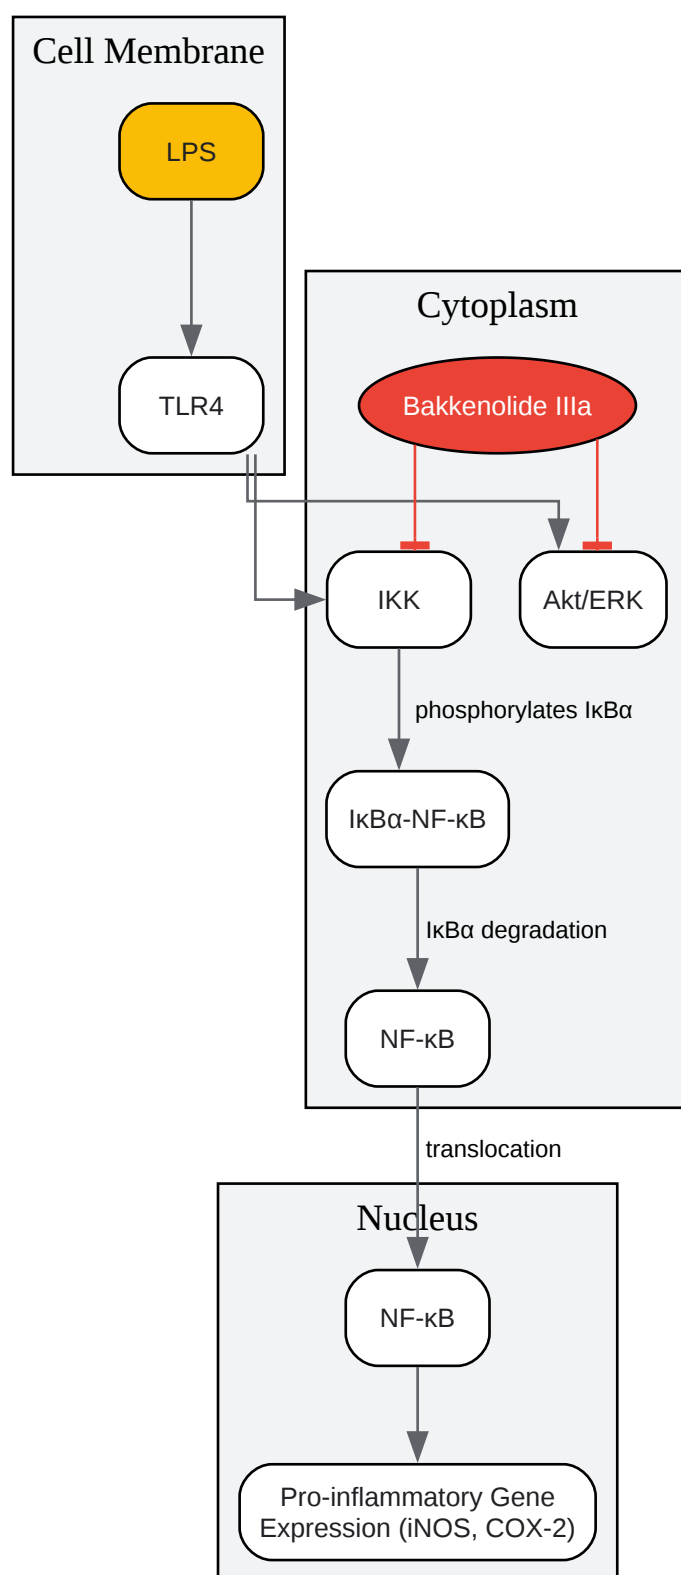 Cell Membrane
LPS
TLR4
Cytoplasm
Bakkenolide IIIa
IKK
Akt/ERK
phosphorylates IκBα
IκBα-NF-κB
IκBα degradation
NF-κB
translocation
Nucleus
NF-κB
Pro-inflammatory Gene
Expression (iNOS, COX-2)